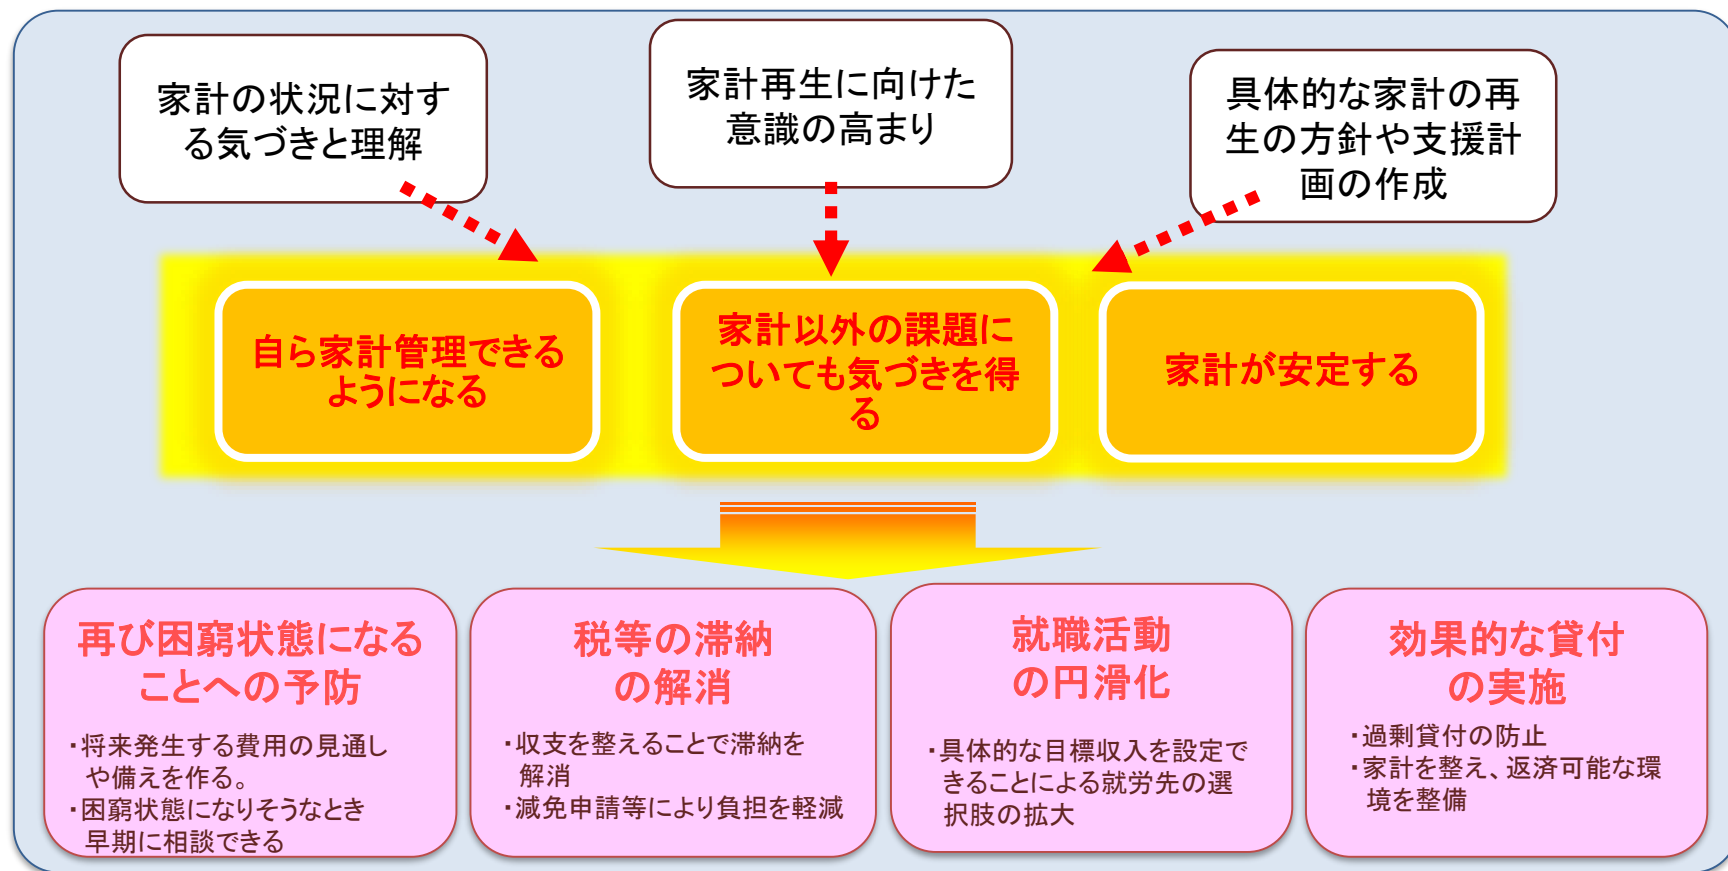 家計の状況に対す
る気づきと理解
家計再生に向けた
意識の高まり
具体的な家計の再
生の方針や支援計
画の作成
自ら家計管理できる
ようになる
家計以外の課題に
ついても気づきを得
る
家計が安定する
再び困窮状態になる
ことへの予防
・将来発生する費用の見通し
や備えを作る。
・困窮状態になりそうなとき
早期に相談できる
税等の滞納
の解消
・収支を整えることで滞納を
解消
・減免申請等により負担を軽減
就職活動
の円滑化
・具体的な目標収入を設定で
きることによる就労先の選
択肢の拡大
効果的な貸付
の実施
・過剰貸付の防止
・家計を整え、返済可能な環
境を整備